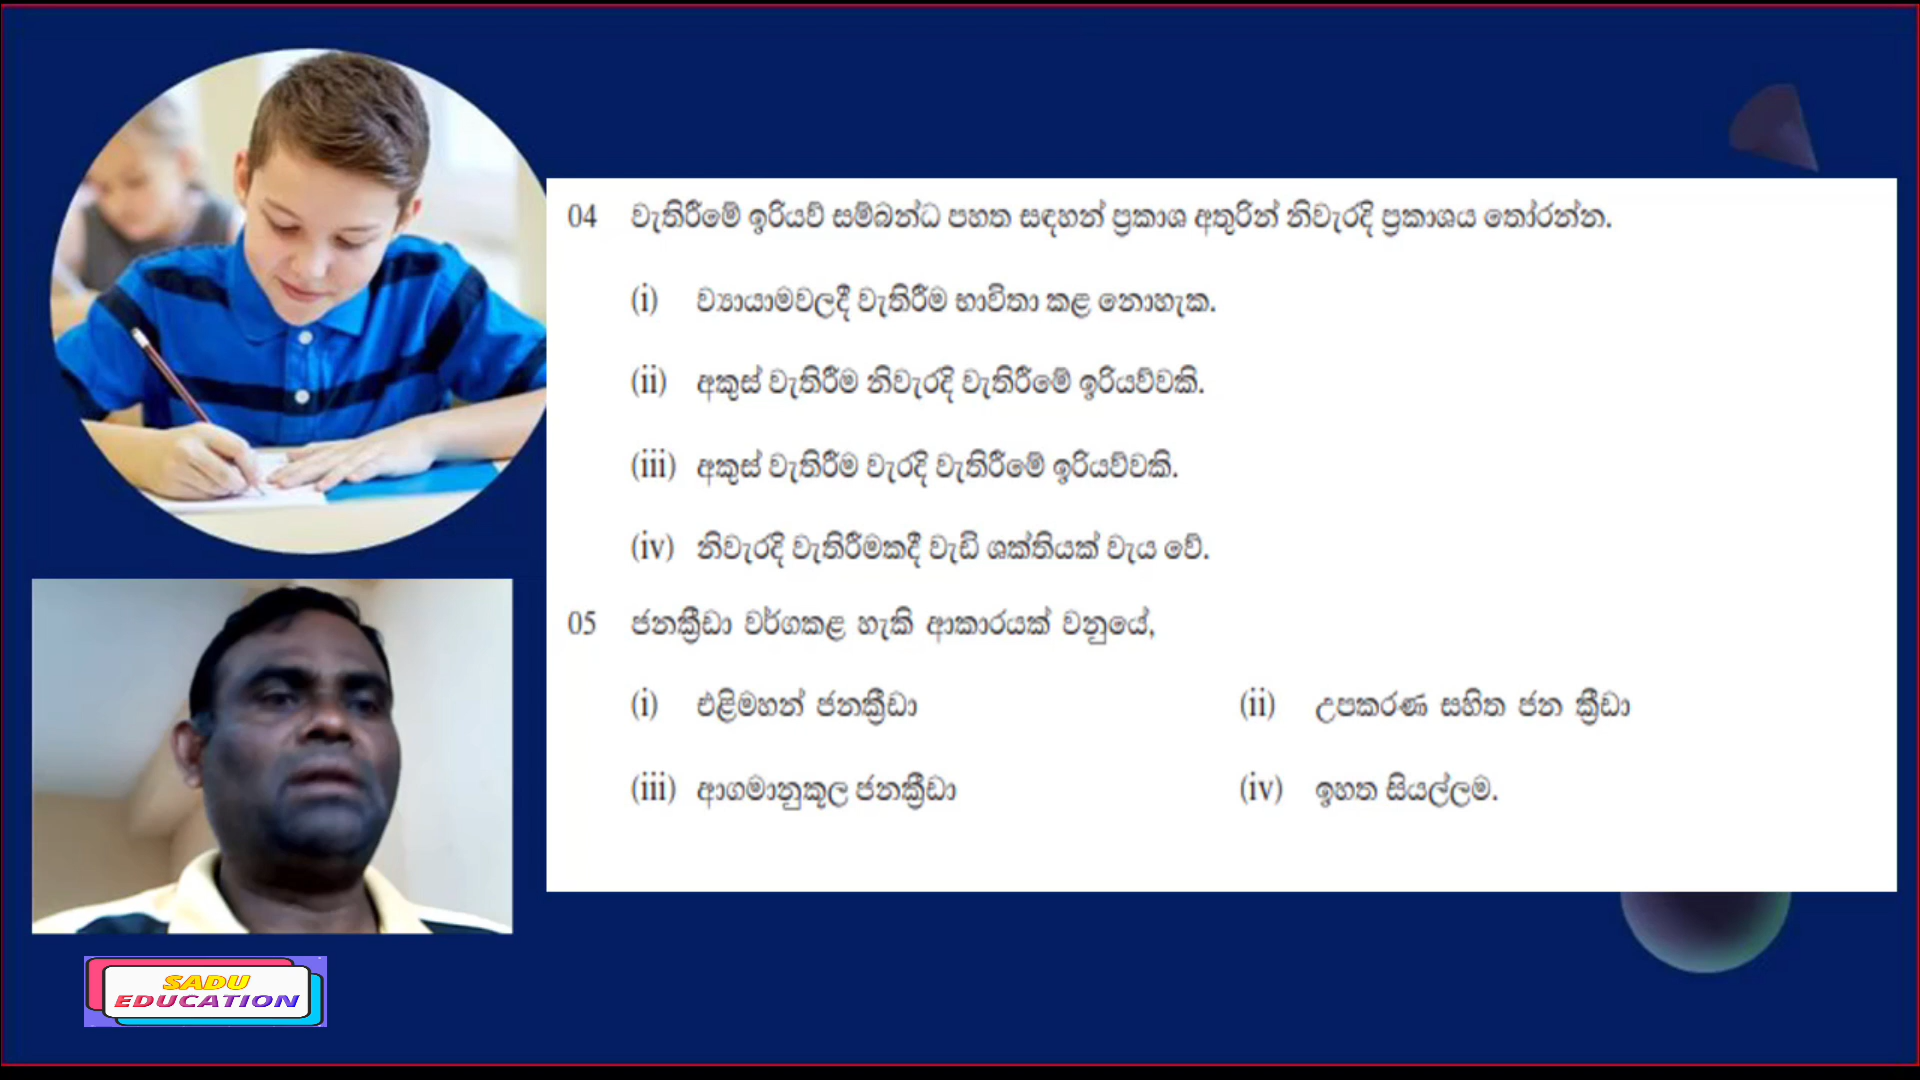 04 වැතිරීමේ ඉරියව් සම්බන්ධ පහත සඳහන් ප්‍රකාශ අතුරින් නිවැරදි ප්‍රකාශය තෝරන්න.
(i) ව්‍යායාමවලදී වැතිරීම භාවිතා කළ නොහැක.
(ii) අකුස් වැතිරීම නිවැරදි වැතිරීමේ ඉරියව්වකි.
(iii) අකුස් වැතිරීම වැරදි වැතිරීමේ ඉරියව්වකි.
(iv) නිවැරදි වැතිරීමකදී වැඩි ශක්තියක් වැය වේ.
05 ජනක්‍රීඩා වර්ගකළ හැකි ආකාරයක් වනුයේ,
(i) එළිමහන් ජනක්‍රීඩා (ii) උපකරණ සහිත ජන ක්‍රීඩා
(iii) ආගමානුකූල ජනක්‍රීඩා (iv) ඉහත සියල්ලම.
SADU
EDUCATION